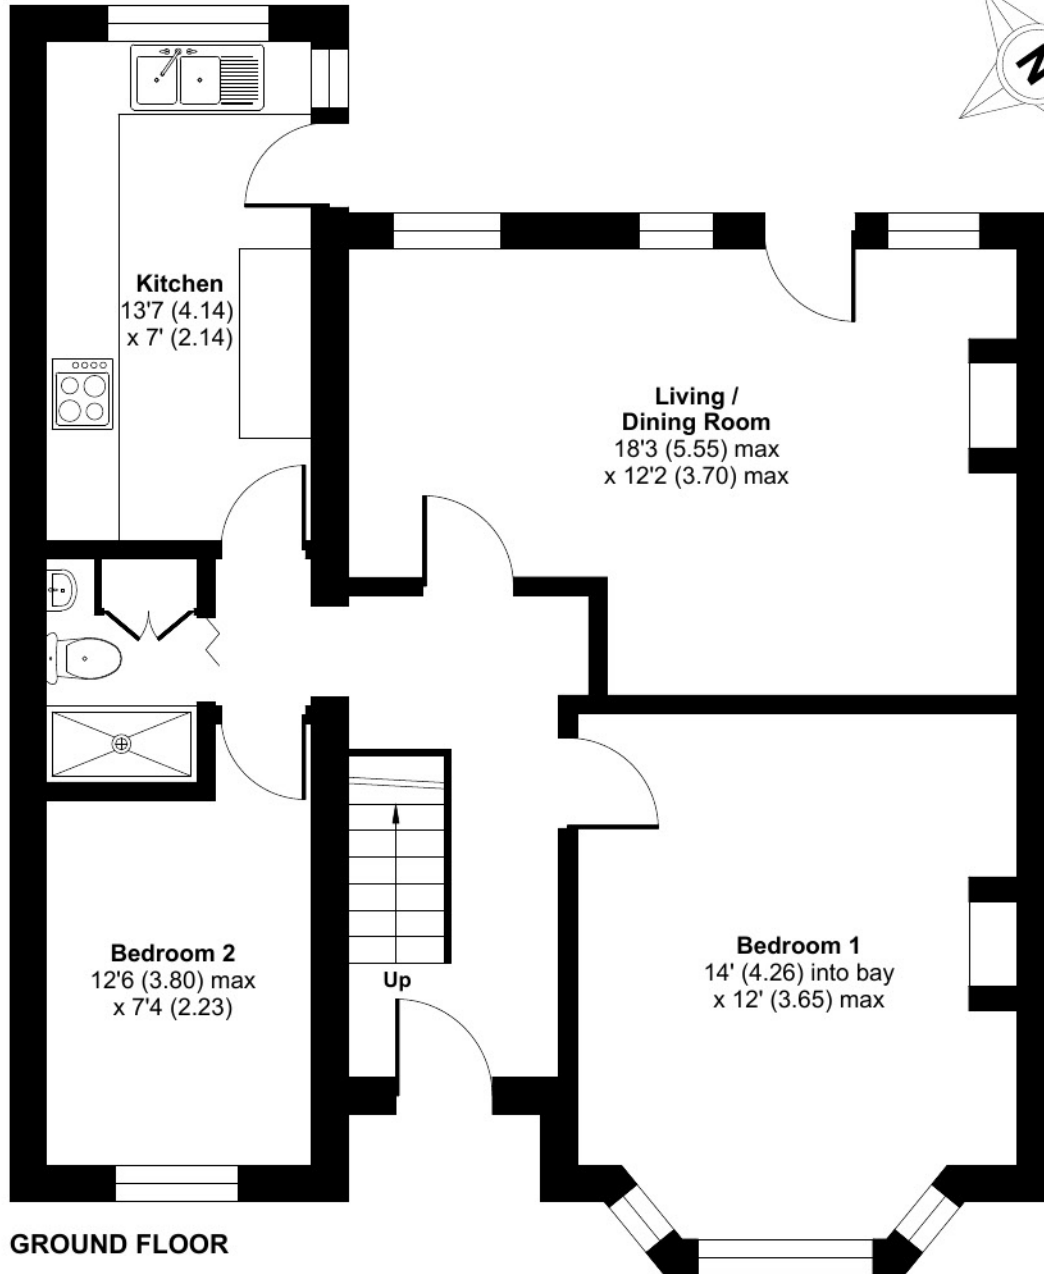 N
Kitchen
13'7 (4.14)
x 7' (2.14)
Living /
Dining Room
18'3 (5.55) max
x 12'2 (3.70) max
Bedroom 2
12'6 (3.80) max
x 7'4 (2.23)
Up
Bedroom 1
14' (4.26) into bay
x 12' (3.65) max
GROUND FLOOR